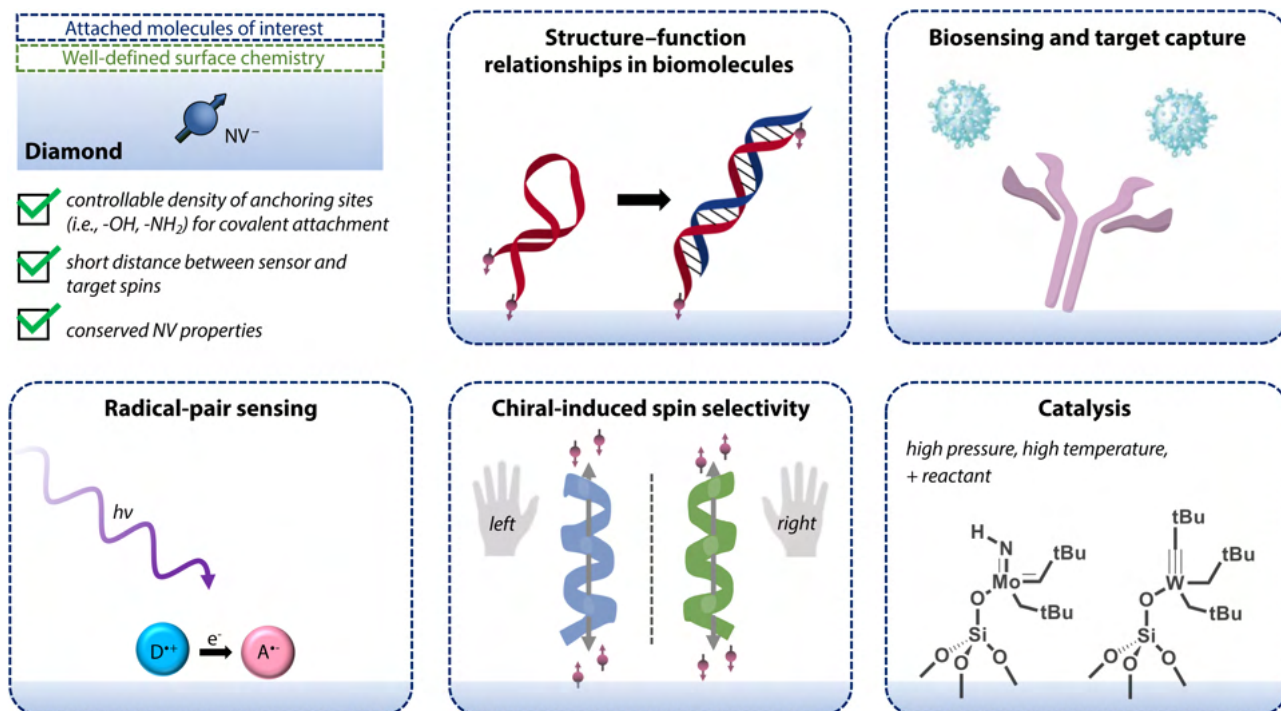 Attached molecules of interest
Well-defined surface chemistry
NV⁻
Diamond
controllable density of anchoring sites
(i.e., -OH, -NH₂) for covalent attachment
short distance between sensor and
target spins
conserved NV properties
Structure–function
relationships in biomolecules
Biosensing and target capture
Radical-pair sensing
hν
D•+
e⁻
A•-
Chiral-induced spin selectivity
left
right
Catalysis
high pressure, high temperature,
+ reactant
H
N
tBu
Mo
O
tBu
Si
O
O
O
tBu
tBu
W
O
tBu
Si
O
O
O